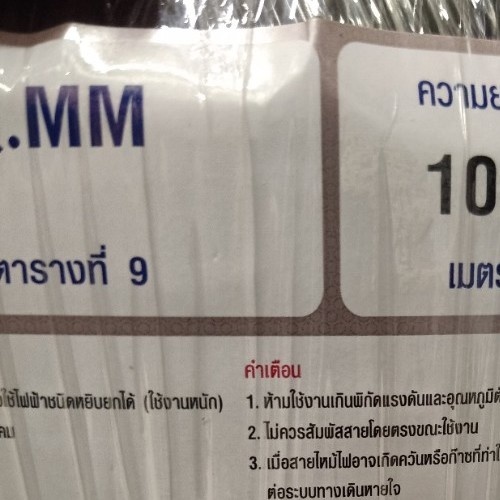 .MM
ตารางที่ 9
ความย
10
เมตร
ใช้ไฟฟ้าชนิดหยิบยกได้ (ใช้งานหนัก)
คำเตือน
1. ห้ามใช้งานเกินพิกัดแรงดันและอุณหภูมิ
2. ไม่ควรสัมผัสสายโดยตรงขณะใช้งาน
3. เมื่อสายไหม้ไฟอาจเกิดควันหรือก๊าซที่ทำ
ต่อระบบทางเดินหายใจ